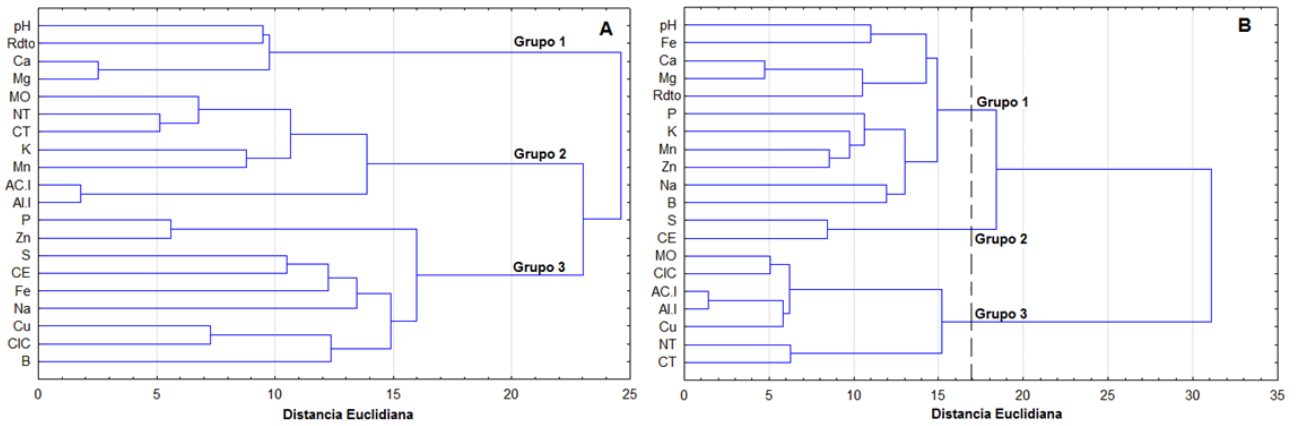 A
pH
Rdto
Ca
Mg
MO
NT
CT
K
Mn
AC.I
Al.I
P
Zn
S
CE
Fe
Na
Cu
CIC
B
Grupo 1
Grupo 2
Grupo 3
0 5 10 15 20 25
Distancia Euclidiana
B
pH
Fe
Ca
Mg
Rdto
P
K
Mn
Zn
Na
B
S
CE
MO
CIC
AC.I
Al.I
Cu
NT
CT
Grupo 1
Grupo 2
Grupo 3
0 5 10 15 20 25 30 35
Distancia Euclidiana